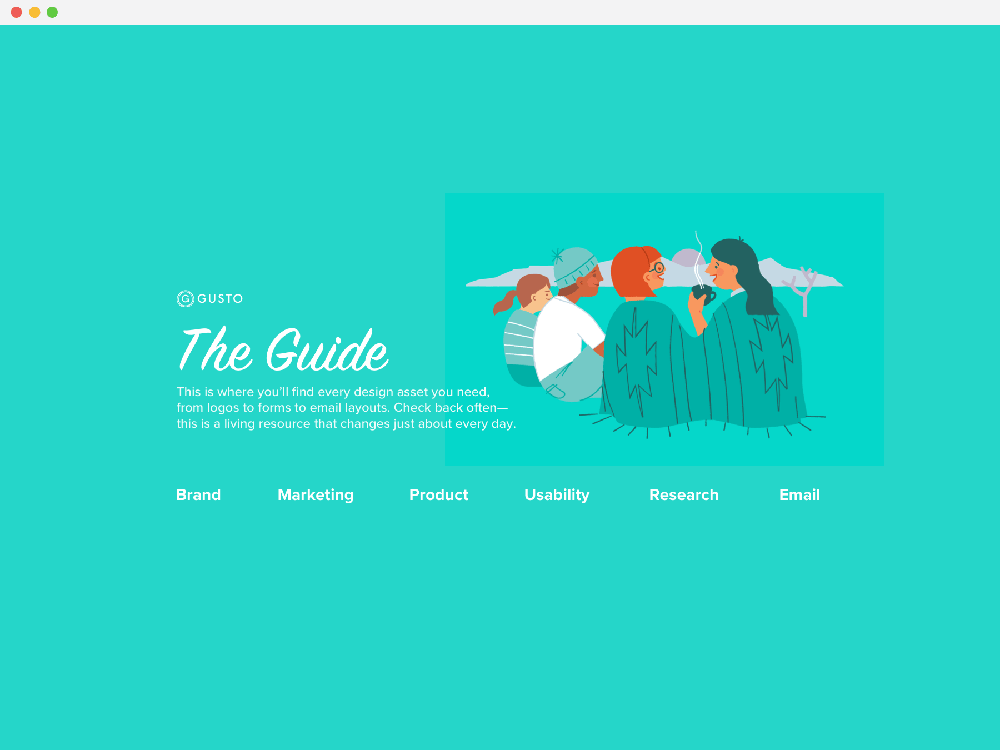 GUSTO
The Guide
This is where you'll find every design asset you need,
from logos to forms to email layouts. Check back often—
this is a living resource that changes just about every day.
Brand Marketing Product Usability Research Email